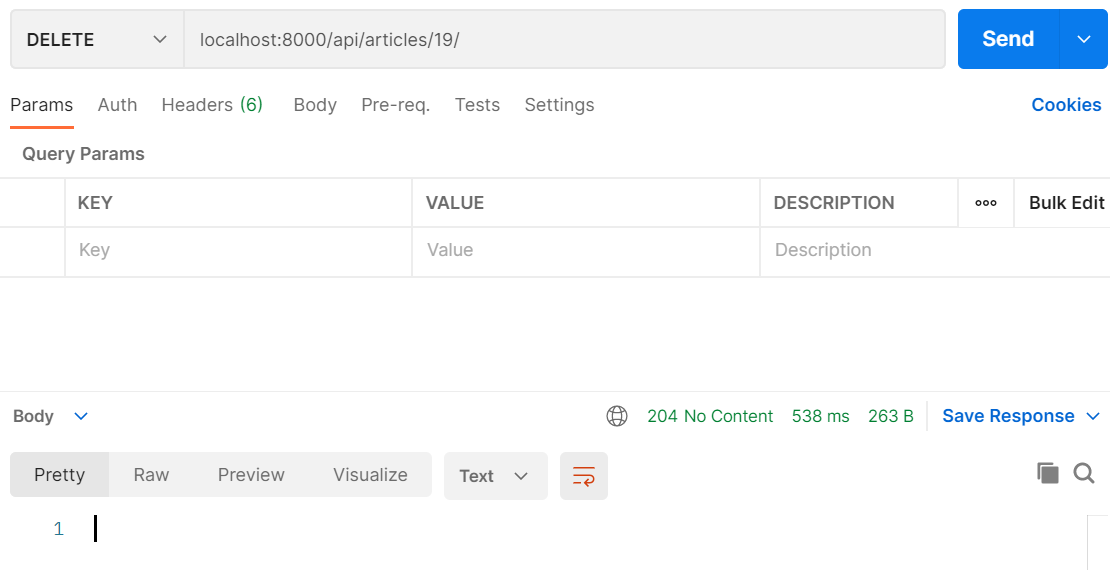 DELETE localhost:8000/api/articles/19/ Send
Params Auth Headers (6) Body Pre-req. Tests Settings Cookies
Query Params
KEY VALUE DESCRIPTION ooo Bulk Edit
Key Value Description
Body 204 No Content 538 ms 263 B Save Response
Pretty Raw Preview Visualize Text
1